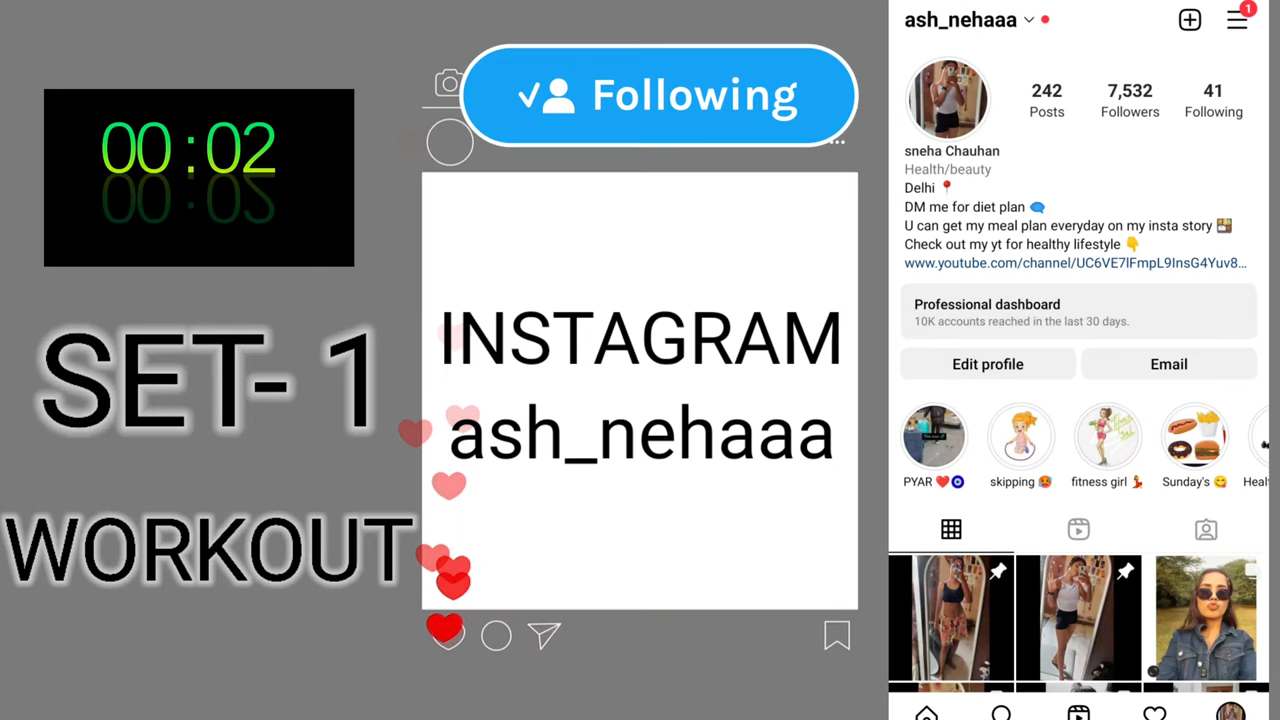 00:02
SET- 1
WORKOUT
Following
INSTAGRAM
ash_nehaaa
ash_nehaaa
1
242
Posts
7,532
Followers
41
Following
sneha Chauhan
Health/beauty
Delhi 📍
DM me for diet plan 🗨️
U can get my meal plan everyday on my insta story 🍱
Check out my yt for healthy lifestyle 👇
www.youtube.com/channel/UC6VE7lFmpL9InsG4Yuv8...
Professional dashboard
10K accounts reached in the last 30 days.
Edit profile
Email
PYAR ❤️🧿
skipping 🥵
fitness girl 💃
Sunday's 😋
Heal